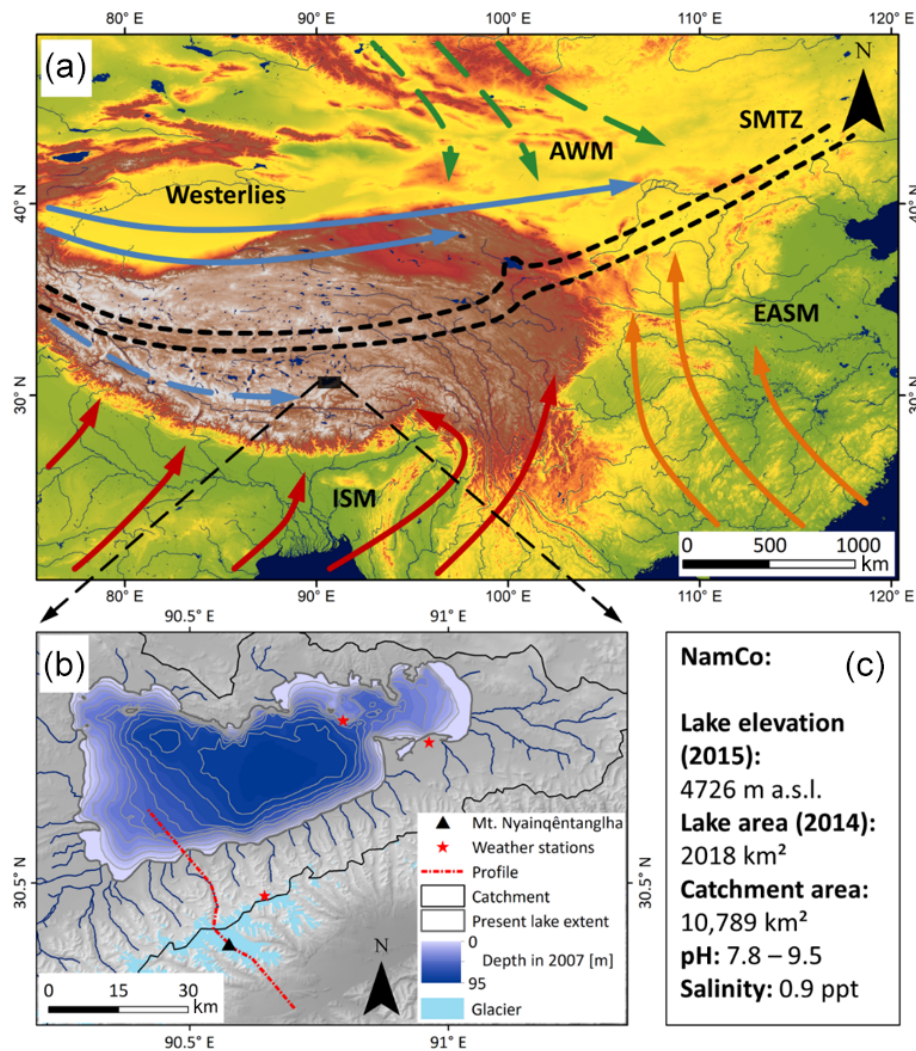 80° E 90° E 100° E 110° E 120° E
(a)
N
SMTZ
AWM
Westerlies
40° N
40° N
EASM
30° N
30° N
ISM
0 500 1000
km
80° E 90° E 100° E 110° E 120° E
90.5° E 91° E
(b)
30.5° N
30.5° N
Mt. Nyainqêntanglha
Weather stations
Profile
Catchment
Present lake extent
0
Depth in 2007 [m]
95
Glacier
N
0 15 30
km
90.5° E 91° E
NamCo: (c)
Lake elevation
(2015):
4726 m a.s.l.
Lake area (2014):
2018 km²
Catchment area:
10,789 km²
pH: 7.8 – 9.5
Salinity: 0.9 ppt